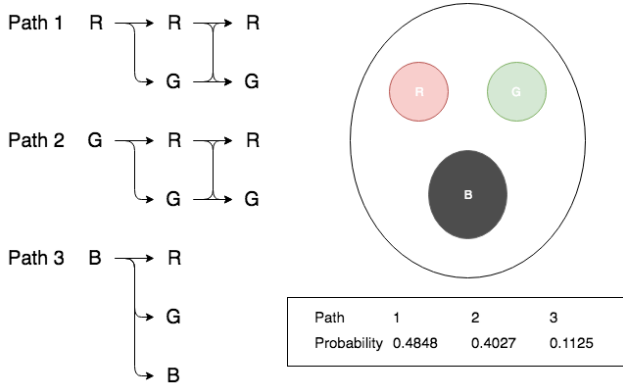 Path 1 R R R
G G
Path 2 G R R
G G
Path 3 B R
G
B
R G
B
Path 1 2 3
Probability 0.4848 0.4027 0.1125